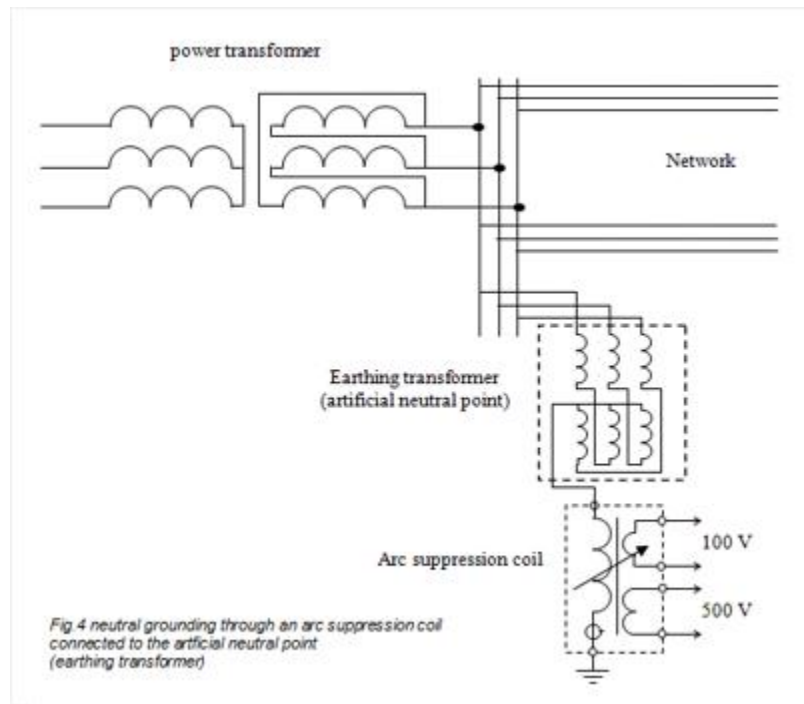 power transformer
Network
Earthing transformer
(artificial neutral point)
Arc suppression coil
100 V
500 V
Fig.4 neutral grounding through an arc suppression coil
connected to the artficial neutral point
(earthing transformer)